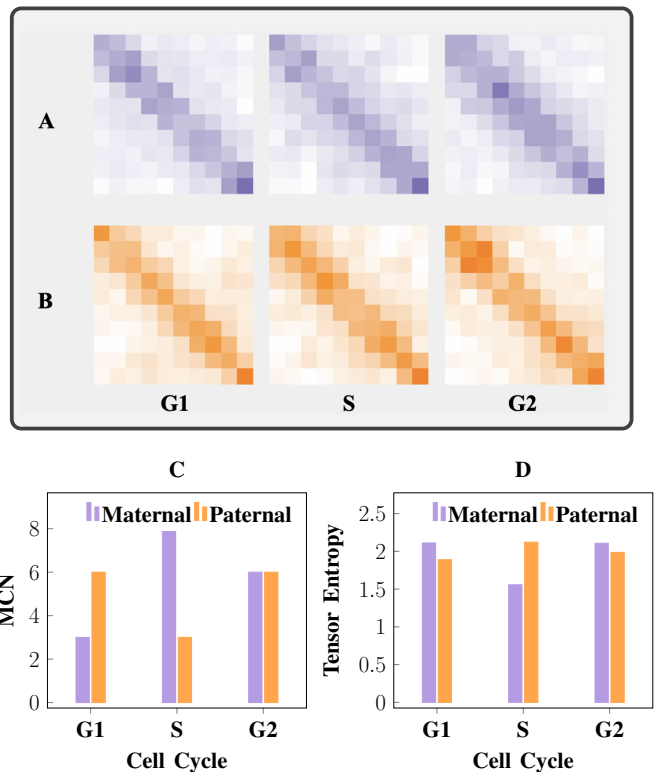 A
B
G1 S G2
C
Maternal Paternal
8
6
4
2
0
MCN
G1 S G2
Cell Cycle
D
Maternal Paternal
2.5
2
1.5
1
0.5
0
Tensor Entropy
G1 S G2
Cell Cycle